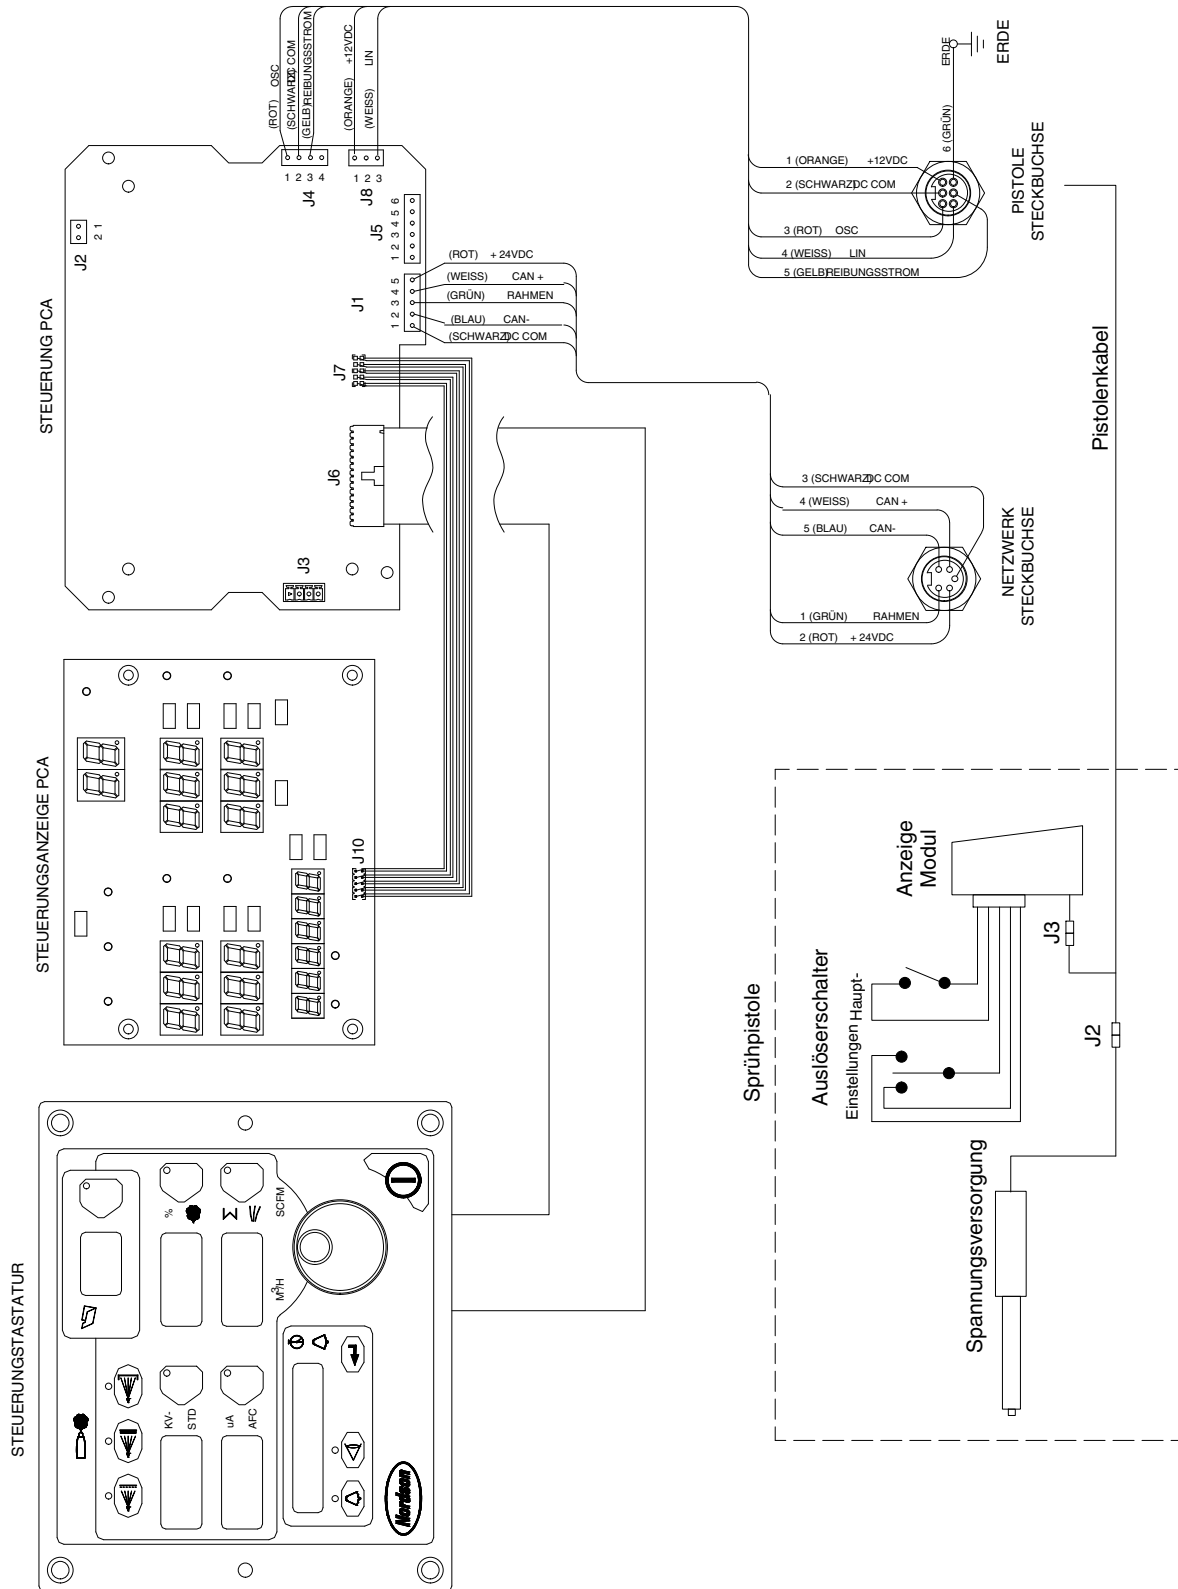 STEUERUNG PCA
J2
2 1
(ROT) OSC
(SCHWARZ) DC COM
(GELB) REIBUNGSSTROM
(ORANGE) +12VDC
(WEISS) LIN
1 2 3 4
J4
1 2 3
J8
1 2 3 4 5 6
J5
1 2 3 4 5
J1
(ROT) + 24VDC
(WEISS) CAN +
(GRÜN) RAHMEN
(BLAU) CAN-
(SCHWARZ) DC COM
J7
J6
J3
1 (ORANGE) +12VDC
2 (SCHWARZ) DC COM
3 (ROT) OSC
4 (WEISS) LIN
5 (GELB) REIBUNGSSTROM
6 (GRÜN)
ERDE
ERDE
PISTOLE
STECKBUCHSE
3 (SCHWARZ) DC COM
4 (WEISS) CAN +
5 (BLAU) CAN-
1 (GRÜN) RAHMEN
2 (ROT) + 24VDC
NETZWERK
STECKBUCHSE
Pistolenkabel
STEUERUNGSANZEIGE PCA
J10
STEUERUNGSTASTATUR
%
SCFM
M³/H
KV-
STD
uA
AFC
Nordson
Sprühpistole
Anzeige
Modul
Auslöserschalter
Einstellungen Haupt-
J3
J2
Spannungsversorgung